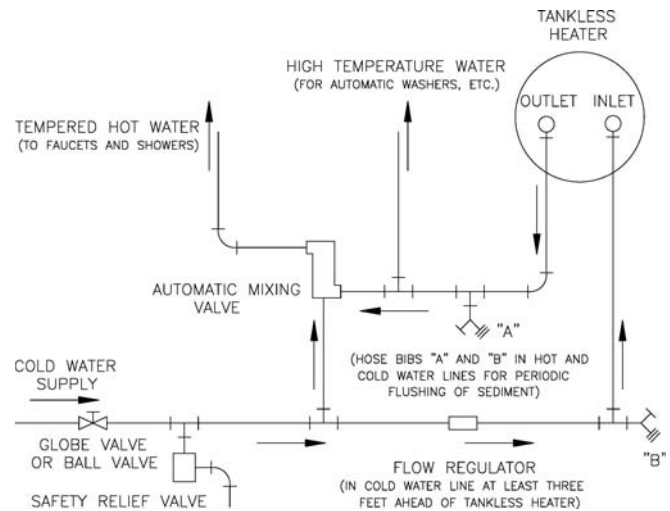 TANKLESS
HEATER
OUTLET INLET
HIGH TEMPERATURE WATER
(FOR AUTOMATIC WASHERS, ETC.)
TEMPERED HOT WATER
(TO FAUCETS AND SHOWERS)
AUTOMATIC MIXING
VALVE
"A"
(HOSE BIBS "A" AND "B" IN HOT AND
COLD WATER LINES FOR PERIODIC
FLUSHING OF SEDIMENT)
COLD WATER
SUPPLY
GLOBE VALVE
OR BALL VALVE
SAFETY RELIEF VALVE
FLOW REGULATOR
(IN COLD WATER LINE AT LEAST THREE
FEET AHEAD OF TANKLESS HEATER)
"B"